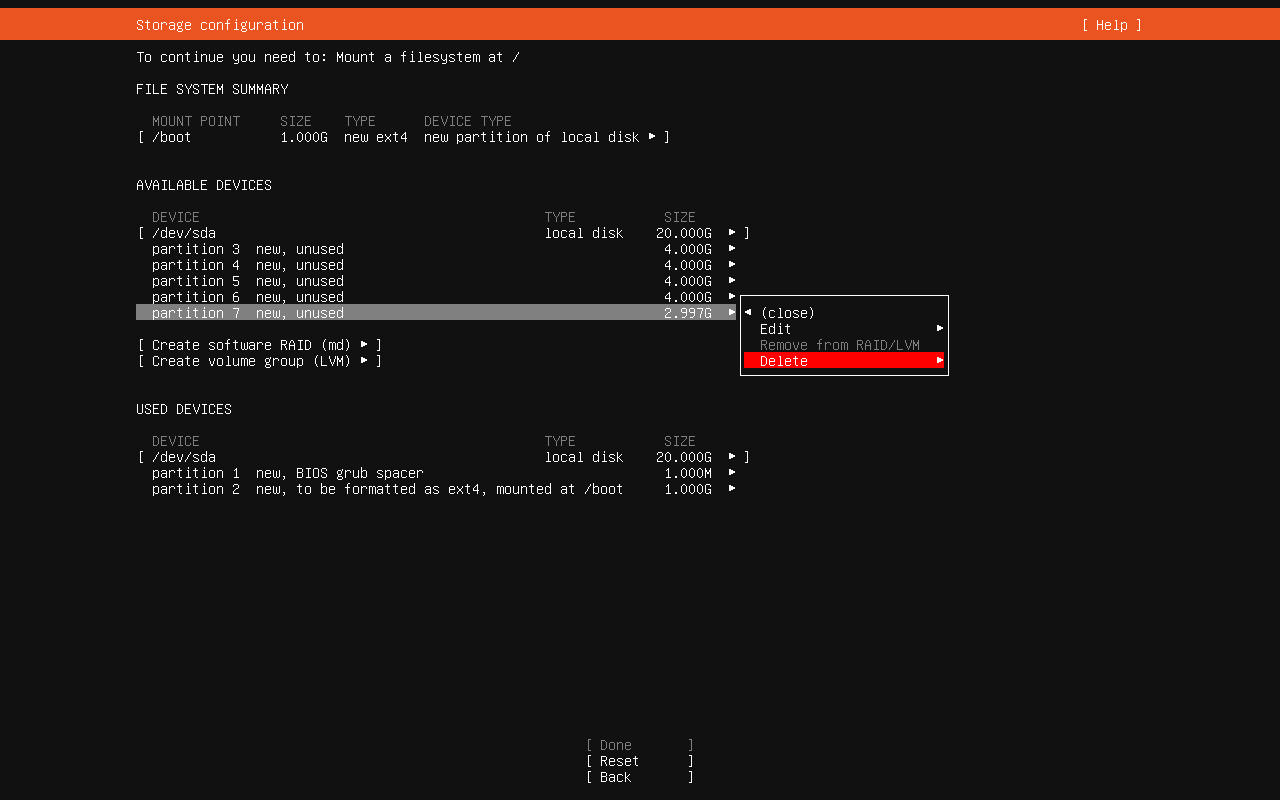 Storage configuration [ Help ]
To continue you need to: Mount a filesystem at /
FILE SYSTEM SUMMARY
MOUNT POINT SIZE TYPE DEVICE TYPE
[ /boot 1.000G new ext4 new partition of local disk ▸ ]
AVAILABLE DEVICES
DEVICE TYPE SIZE
[ /dev/sda local disk 20.000G ▸ ]
partition 3 new, unused 4.000G ▸
partition 4 new, unused 4.000G ▸
partition 5 new, unused 4.000G ▸
partition 6 new, unused 4.000G ▸
partition 7 new, unused 2.997G ▸
◂ (close)
Edit ▸
Remove from RAID/LVM
Delete ▸
[ Create software RAID (md) ▸ ]
[ Create volume group (LVM) ▸ ]
USED DEVICES
DEVICE TYPE SIZE
[ /dev/sda local disk 20.000G ▸ ]
partition 1 new, BIOS grub spacer 1.000M ▸
partition 2 new, to be formatted as ext4, mounted at /boot 1.000G ▸
[ Done ]
[ Reset ]
[ Back ]